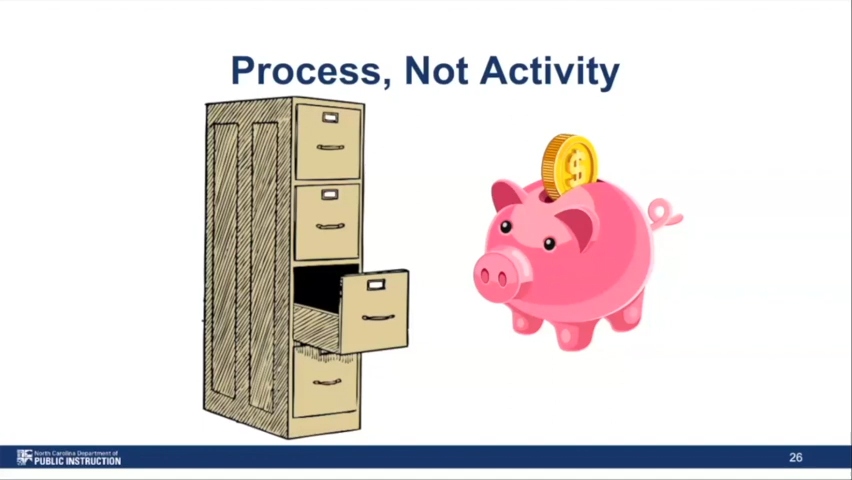 Process, Not Activity
$
North Carolina Department of
PUBLIC INSTRUCTION
26